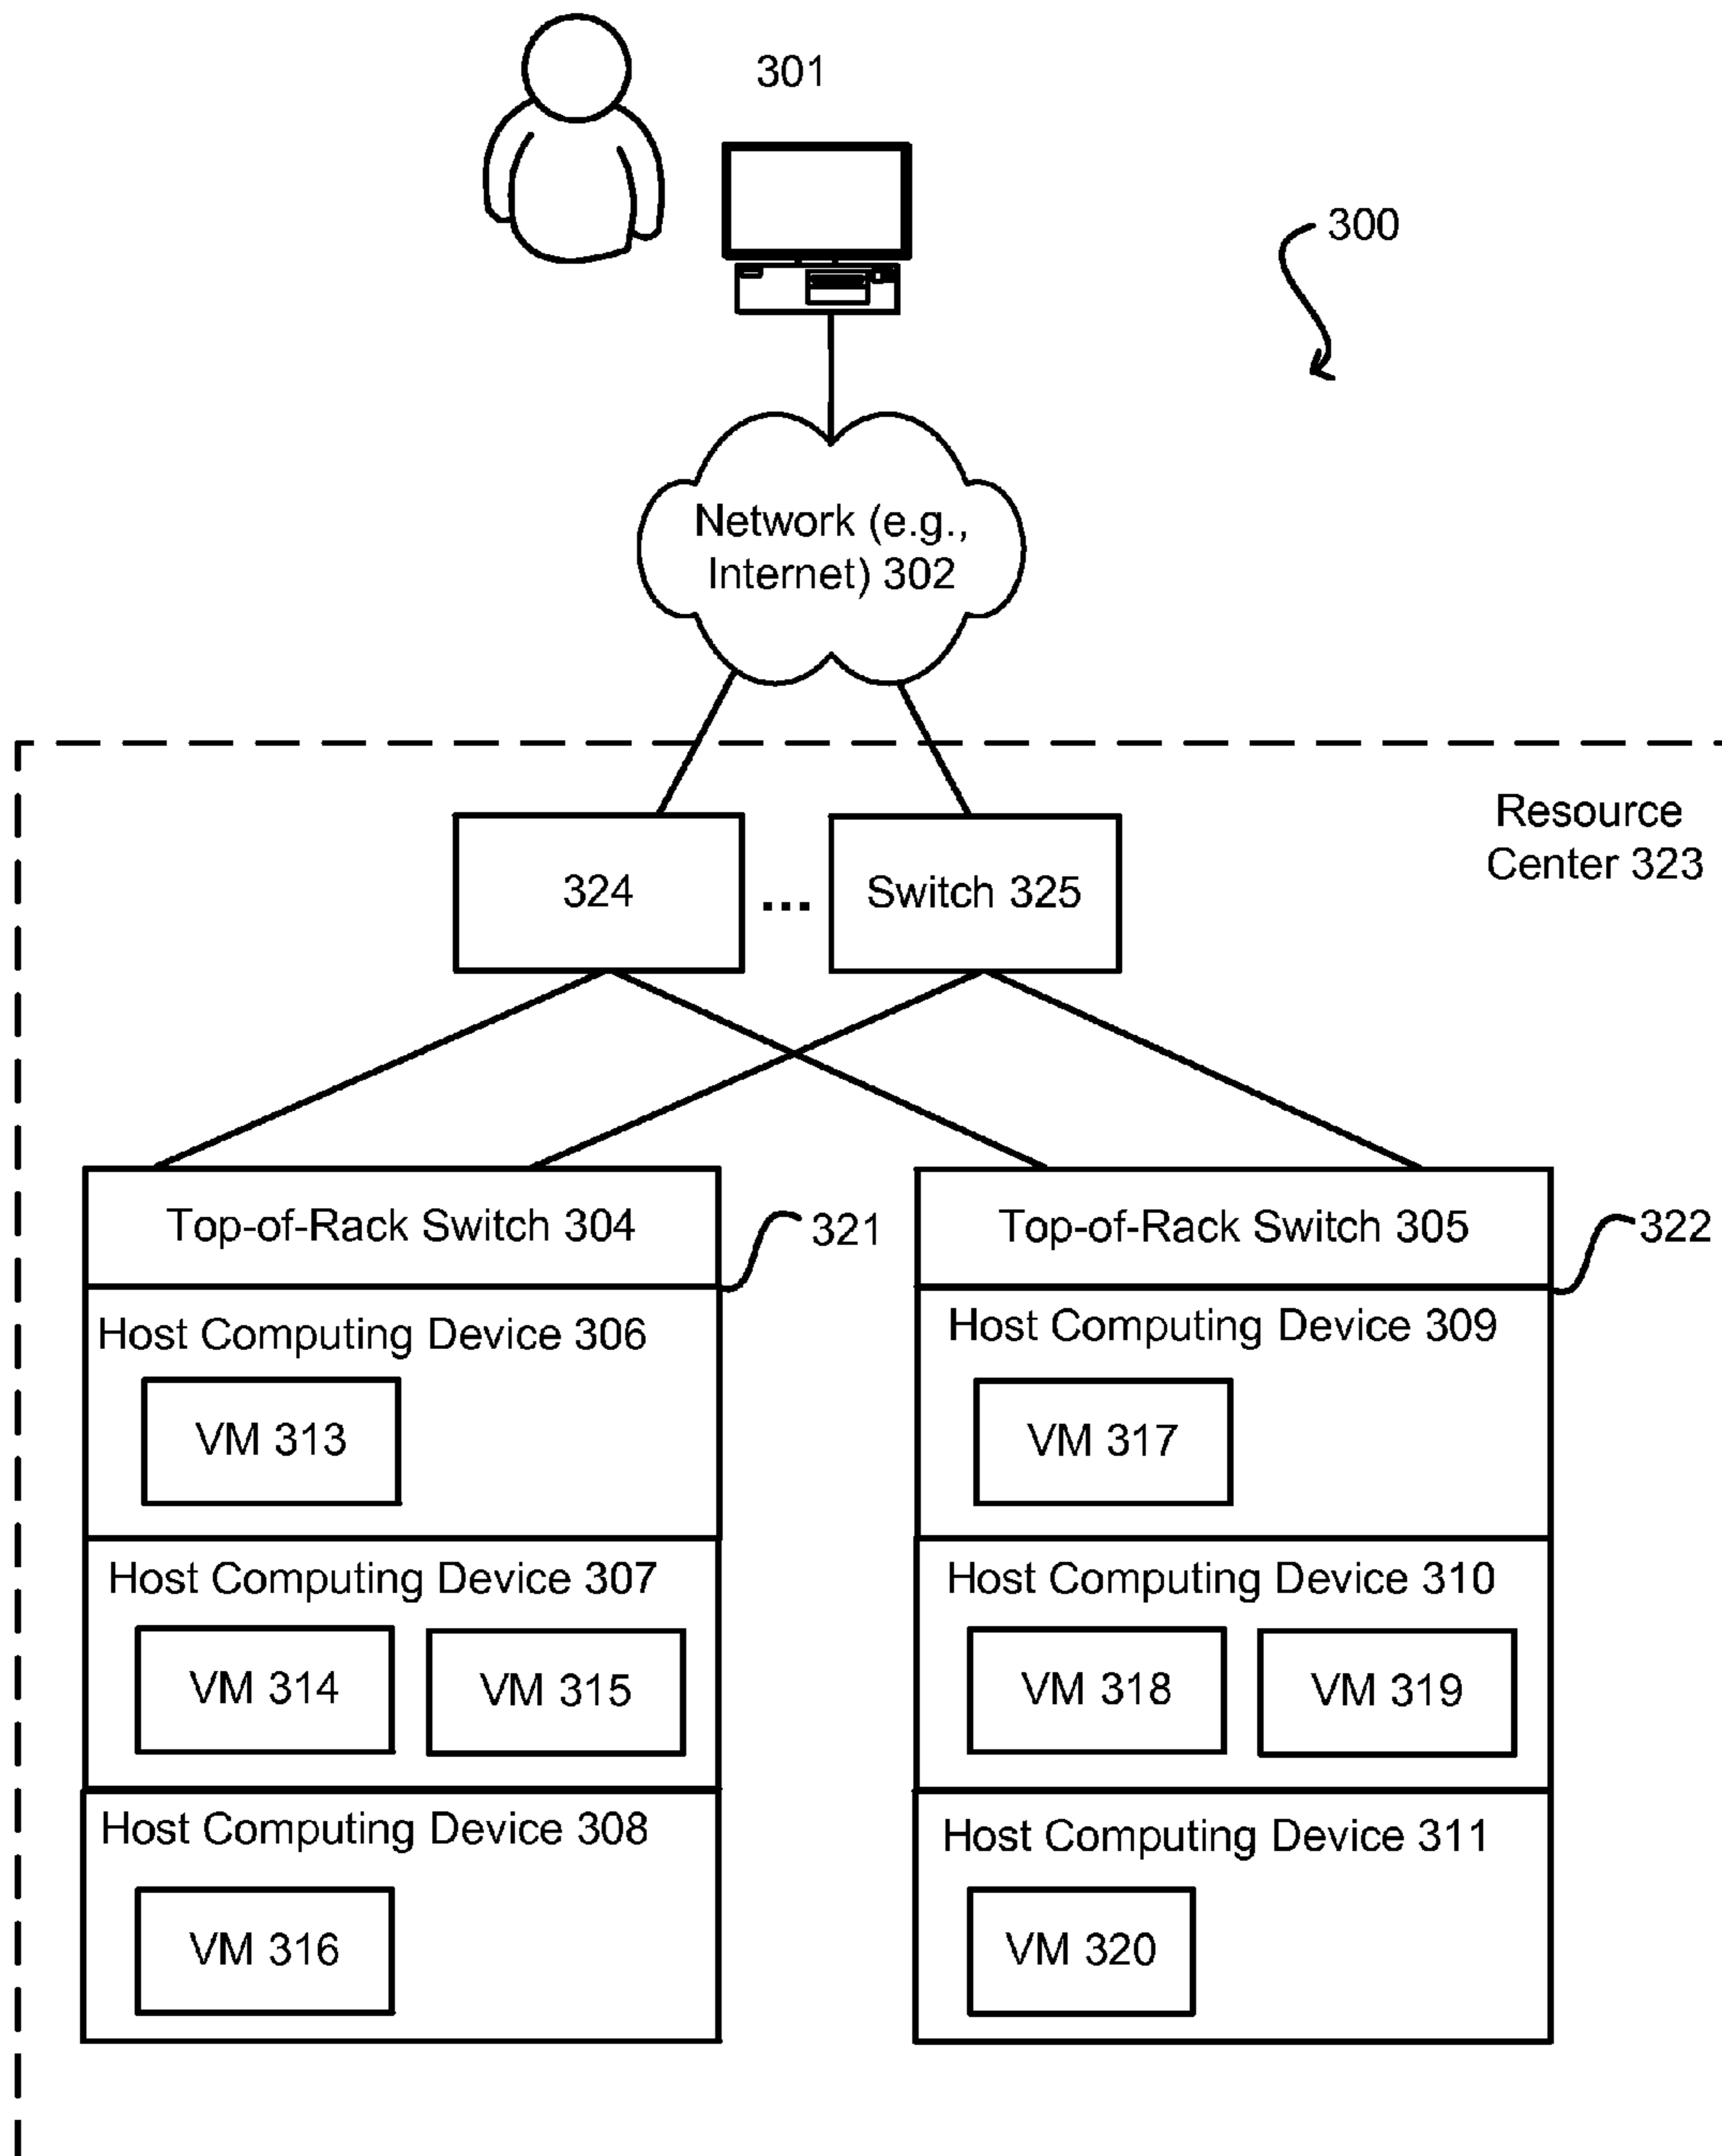 301
300
Network (e.g.,
Internet) 302
Resource
Center 323
324
...
Switch 325
Top-of-Rack Switch 304
321
Top-of-Rack Switch 305
322
Host Computing Device 306
VM 313
Host Computing Device 309
VM 317
Host Computing Device 307
VM 314
VM 315
Host Computing Device 310
VM 318
VM 319
Host Computing Device 308
VM 316
Host Computing Device 311
VM 320